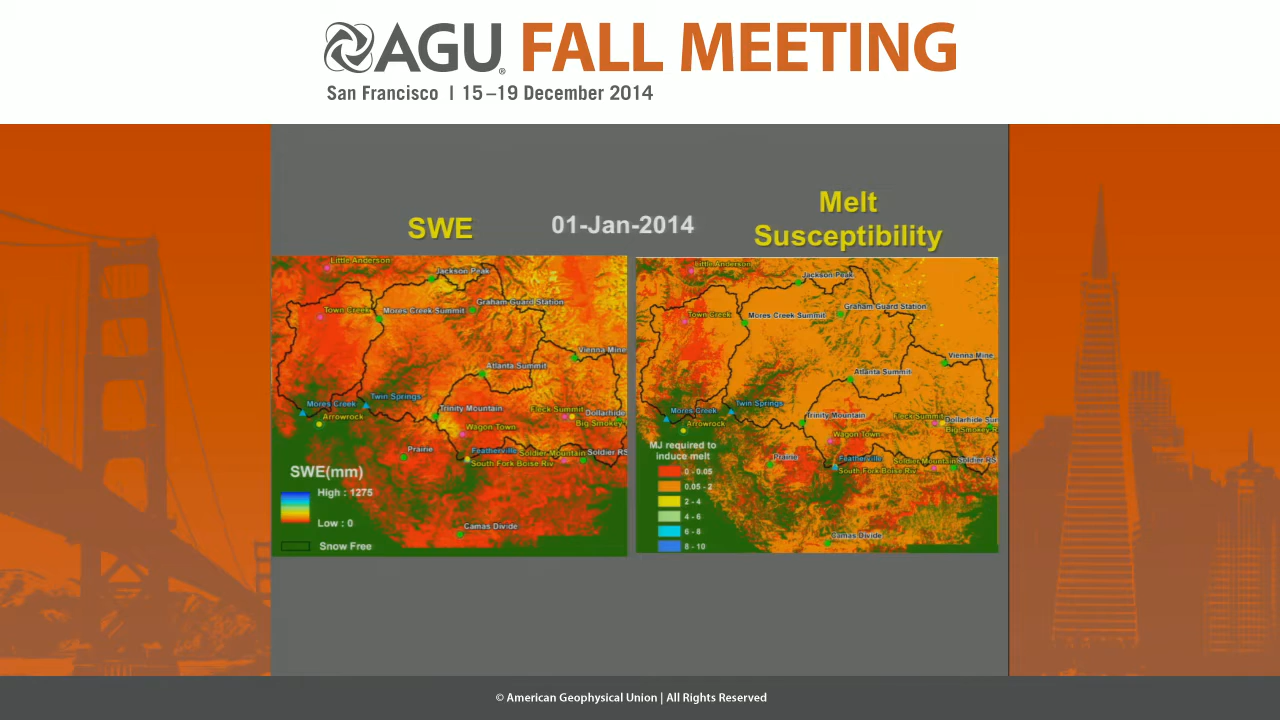 AGU® FALL MEETING
San Francisco | 15–19 December 2014
SWE
01-Jan-2014
Melt
Susceptibility
Little Anderson
Jackson Peak
Town Creek
Mores Creek Summit
Graham Guard Station
Vienna Mine
Atlanta Summit
Mores Creek
Twin Springs
Arrowrock
Trinity Mountain
Fleck Summit
Dollarhide
Big Smokey
Wagon Town
Prairie
Featherville
Soldier Mountain
Soldier RS
South Fork Boise Riv
Camas Divide
SWE(mm)
High : 1275
Low : 0
Snow Free
Little Anderson
Jackson Peak
Town Creek
Mores Creek Summit
Graham Guard Station
Vienna Mine
Atlanta Summit
Mores Creek
Twin Springs
Arrowrock
Trinity Mountain
Fleck Summit
Dollarhide Sum
Big Smokey R
Wagon Town
Prairie
Featherville
Soldier Mountain
Soldier RS
South Fork Boise Riv
Camas Divide
MJ required to
induce melt
0 - 0.05
0.05 - 2
2 - 4
4 - 6
6 - 8
8 - 10
© American Geophysical Union | All Rights Reserved